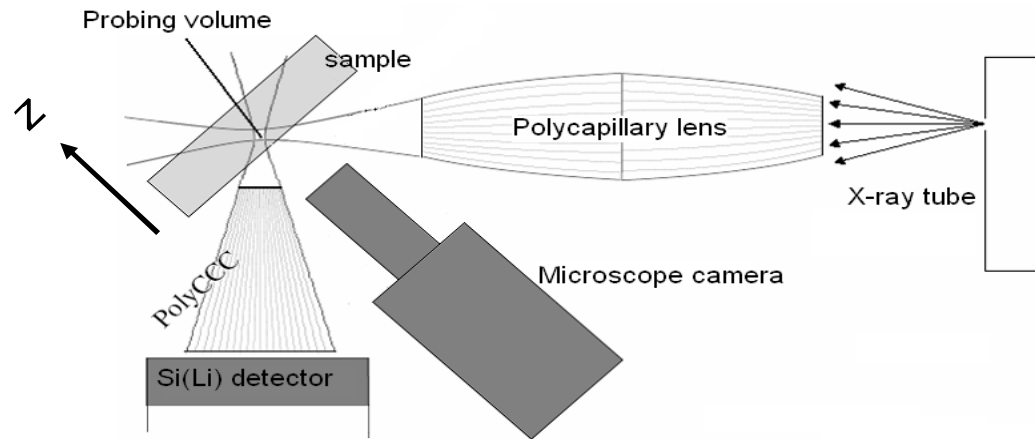 Probing volume
sample
Z
Polycapillary lens
X-ray tube
PolyCCC
Microscope camera
Si(Li) detector